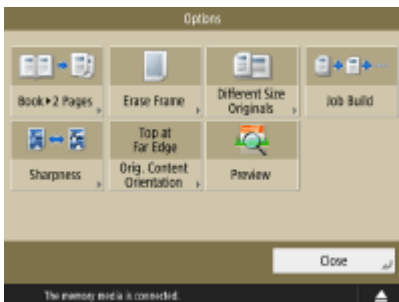 Options
Book▶2 Pages
Erase Frame
Different Size
Originals
Job Build
Sharpness
Top at
Far Edge
Orig. Content
Orientation
Preview
Close
The memory media is connected.